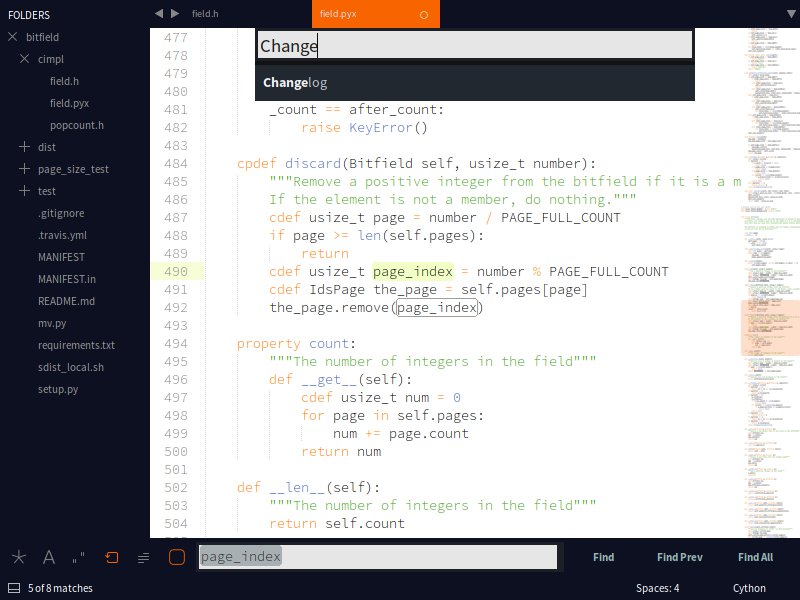 FOLDERS
bitfield
cimpl
field.h
field.pyx
popcount.h
dist
page_size_test
test
.gitignore
.travis.yml
MANIFEST
MANIFEST.in
README.md
mv.py
requirements.txt
sdist_local.sh
setup.py
field.h
field.pyx
Change
Changelog
477
478
479
480
481 _count == after_count:
482 raise KeyError()
483
484 cpdef discard(Bitfield self, usize_t number):
485 """Remove a positive integer from the bitfield if it is a m
486 If the element is not a member, do nothing."""
487 cdef usize_t page = number / PAGE_FULL_COUNT
488 if page >= len(self.pages):
489 return
490 cdef usize_t page_index = number % PAGE_FULL_COUNT
491 cdef IdsPage the_page = self.pages[page]
492 the_page.remove(page_index)
493
494 property count:
495 """The number of integers in the field"""
496 def __get__(self):
497 cdef usize_t num = 0
498 for page in self.pages:
499 num += page.count
500 return num
501
502 def __len__(self):
503 """The number of integers in the field"""
504 return self.count
page_index
Find
Find Prev
Find All
5 of 8 matches
Spaces: 4
Cython